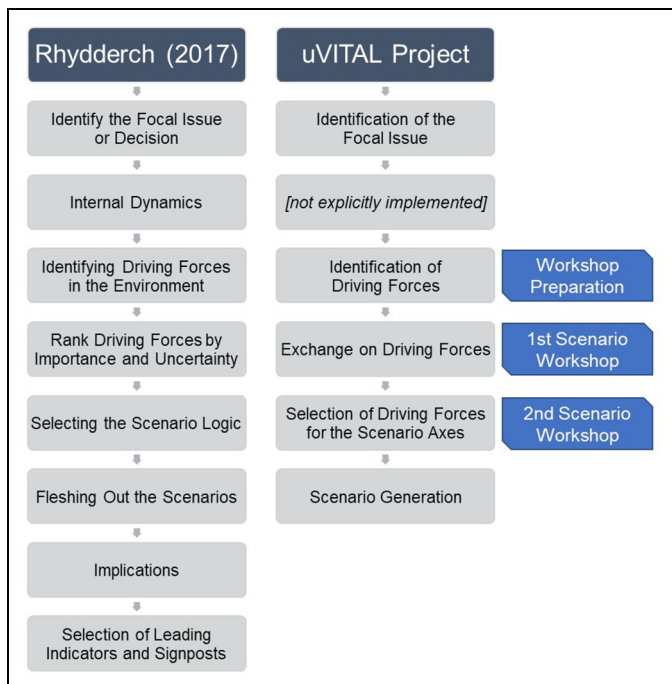 Rhydderch (2017)
uVITAL Project
Identify the Focal Issue
or Decision
Identification of the
Focal Issue
Internal Dynamics
[not explicitly implemented]
Identifying Driving Forces
in the Environment
Identification of
Driving Forces
Workshop
Preparation
Rank Driving Forces by
Importance and Uncertainty
Exchange on Driving Forces
1st Scenario
Workshop
Selecting the Scenario Logic
Selection of Driving Forces
for the Scenario Axes
2nd Scenario
Workshop
Fleshing Out the Scenarios
Scenario Generation
Implications
Selection of Leading
Indicators and Signposts